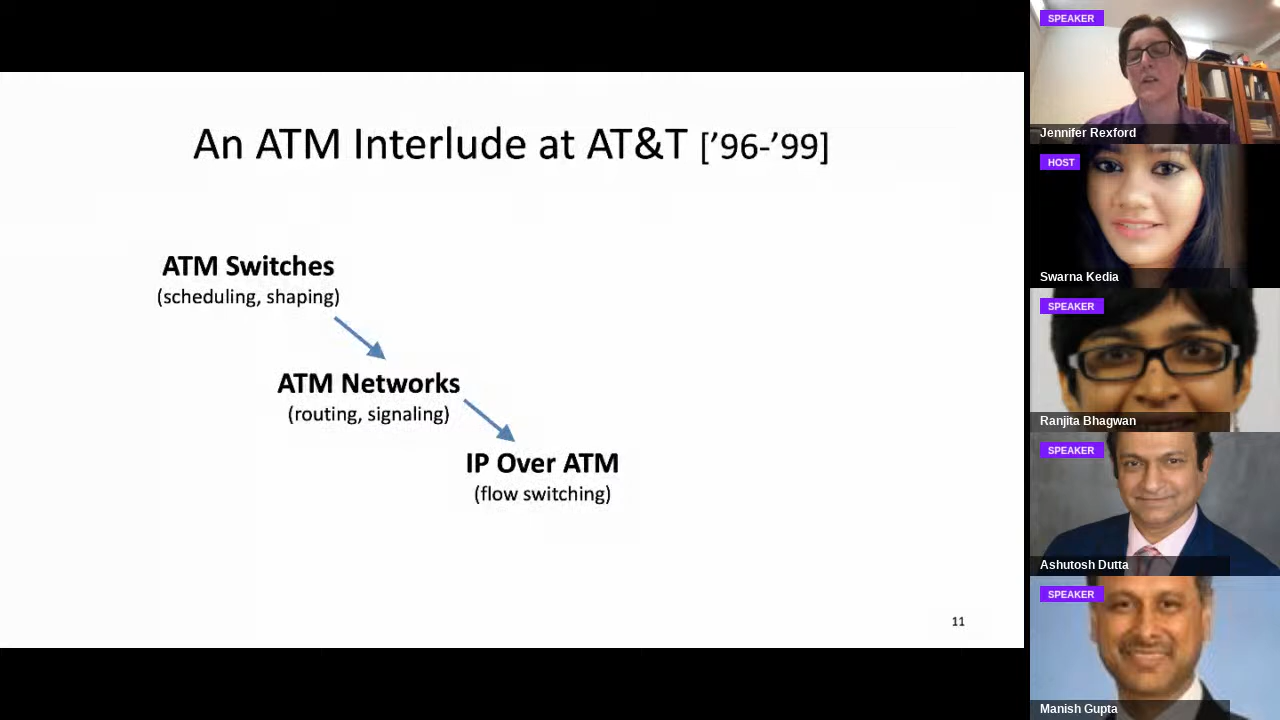 An ATM Interlude at AT&T [’96-’99]
ATM Switches
(scheduling, shaping)
ATM Networks
(routing, signaling)
IP Over ATM
(flow switching)
11
SPEAKER
Jennifer Rexford
HOST
Swarna Kedia
SPEAKER
Ranjita Bhagwan
SPEAKER
Ashutosh Dutta
SPEAKER
Manish Gupta